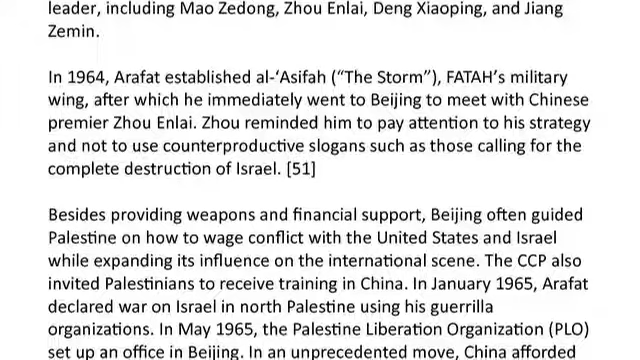 leader, including Mao Zedong, Zhou Enlai, Deng Xiaoping, and Jiang
Zemin.
In 1964, Arafat established al-‘Asifah (“The Storm”), FATAH’s military
wing, after which he immediately went to Beijing to meet with Chinese
premier Zhou Enlai. Zhou reminded him to pay attention to his strategy
and not to use counterproductive slogans such as those calling for the
complete destruction of Israel. [51]
Besides providing weapons and financial support, Beijing often guided
Palestine on how to wage conflict with the United States and Israel
while expanding its influence on the international scene. The CCP also
invited Palestinians to receive training in China. In January 1965, Arafat
declared war on Israel in north Palestine using his guerrilla
organizations. In May 1965, the Palestine Liberation Organization (PLO)
set up an office in Beijing. In an unprecedented move, China afforded